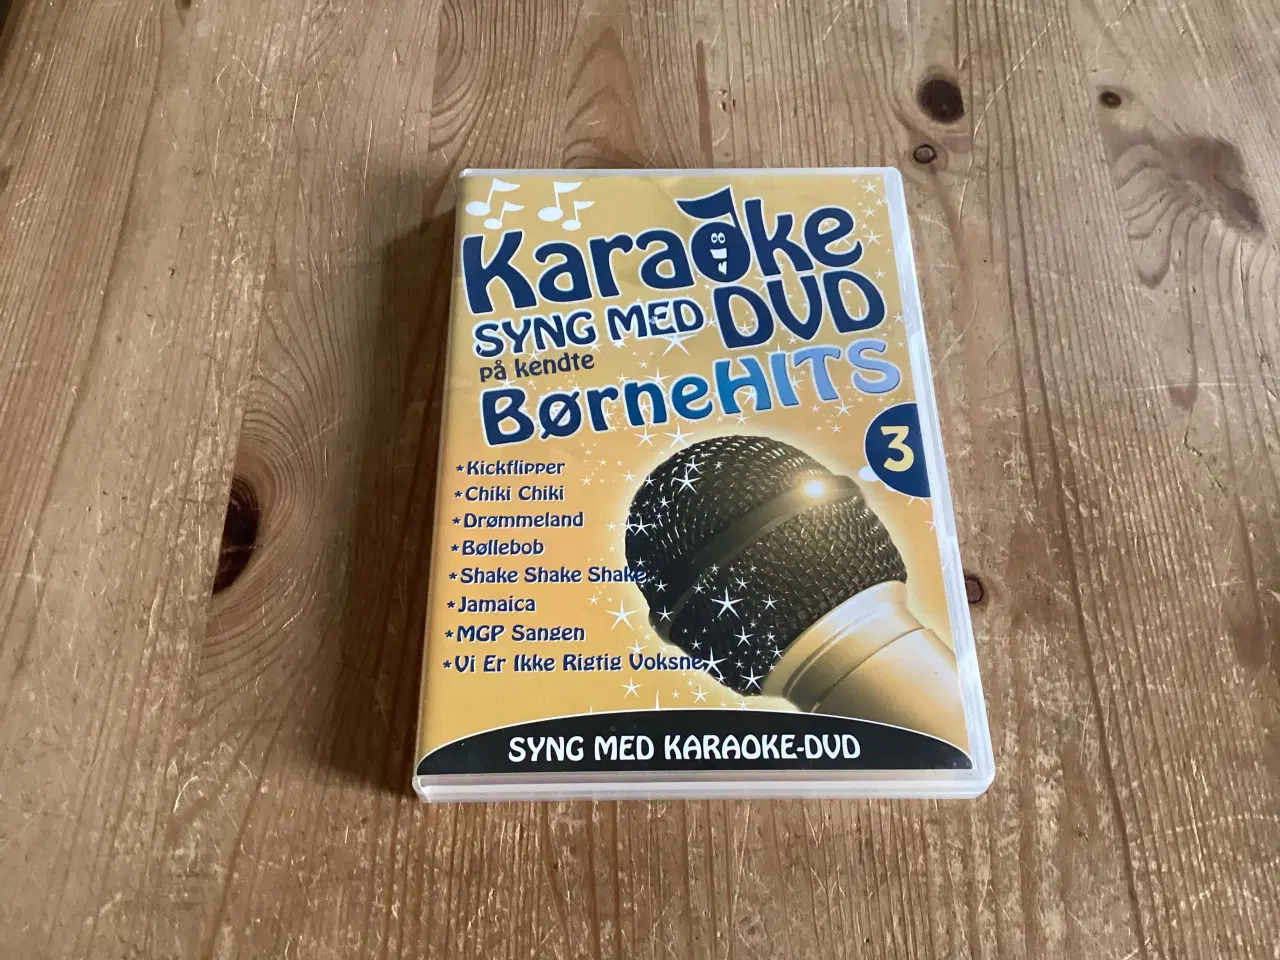 Karaoke
SYNG MED DVD
på kendte
BørneHITS
3
*Kickflipper
*Chiki Chiki
*Drømmeland
*Bøllebob
*Shake Shake Shake
*Jamaica
*MGP Sangen
*Vi Er Ikke Rigtig Voksne
SYNG MED KARAOKE-DVD